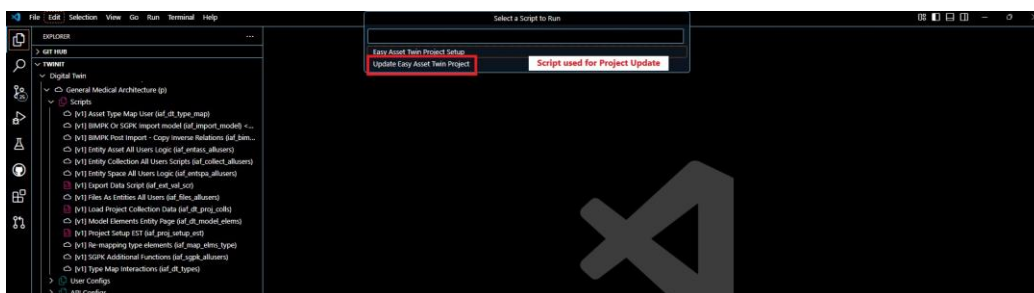 File Edit Selection View Go Run Terminal Help
Select a Script to Run
EXPLORER
GIT HUB
TWINIT
Digital Twin
General Medical Architecture (p)
Scripts
[v1] Asset Type Map User (iaf_dt_type_map)
[v1] BIMPK Or SGPK Import model (iaf_import_model) <...
[v1] BIMPK Post Import - Copy Inverse Relations (iaf_bim...
[v1] Entity Asset All Users Logic (iaf_entass_allusers)
[v1] Entity Collection All Users Scripts (iaf_collect_allusers)
[v1] Entity Space All Users Logic (iaf_entspa_allusers)
[v1] Export Data Script (iaf_ext_val_scr)
[v1] Files As Entities All Users (iaf_files_allusers)
[v1] Load Project Collection Data (iaf_dt_proj_colls)
[v1] Model Elements Entity Page (iaf_dt_model_elems)
[v1] Project Setup EST (iaf_proj_setup_est)
[v1] Re-mapping type elements (iaf_map_elms_type)
[v1] SGPK Additional Functions (iaf_sgpk_allusers)
[v1] Type Map Interactions (iaf_dt_types)
User Configs
API Configs
Easy Asset Twin Project Setup
Update Easy Asset Twin Project
Script used for Project Update